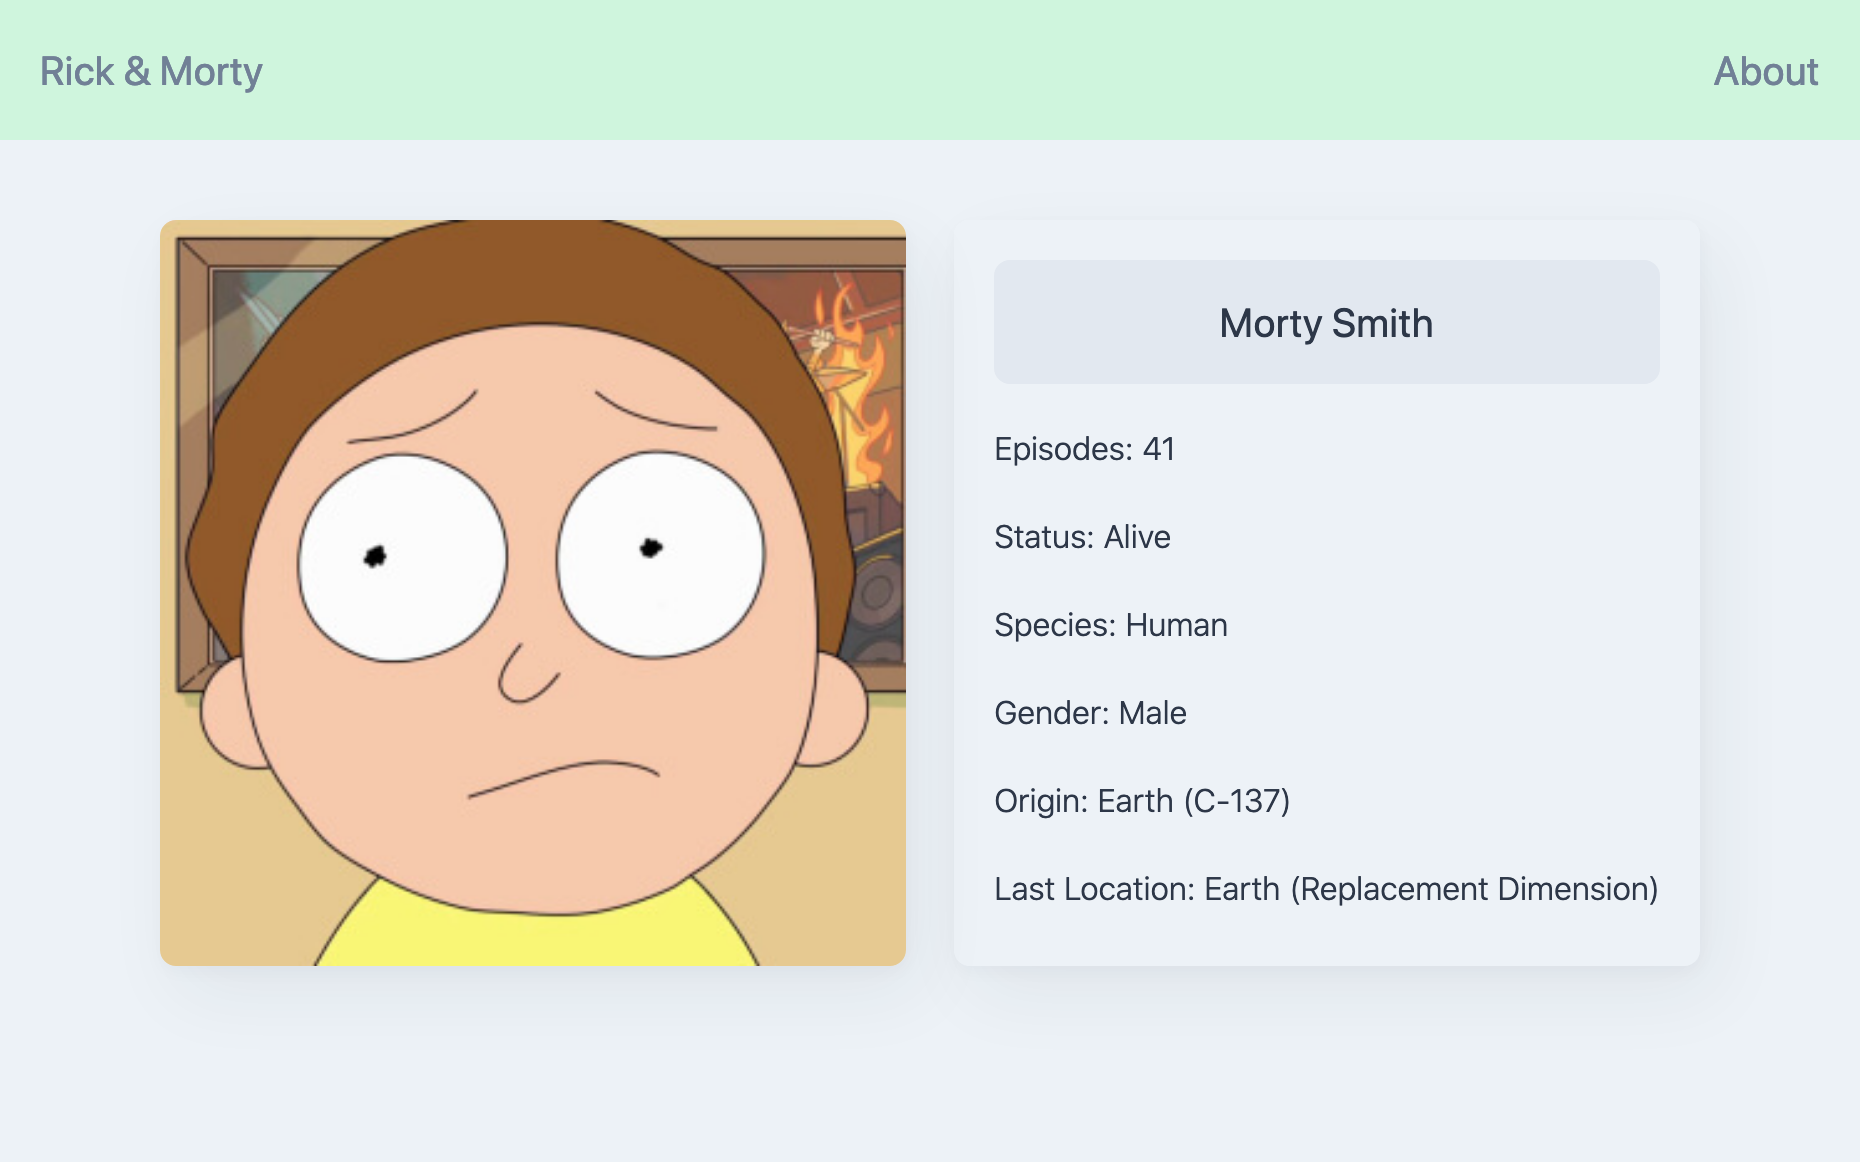 Rick & Morty
About
Morty Smith
Episodes: 41
Status: Alive
Species: Human
Gender: Male
Origin: Earth (C-137)
Last Location: Earth (Replacement Dimension)